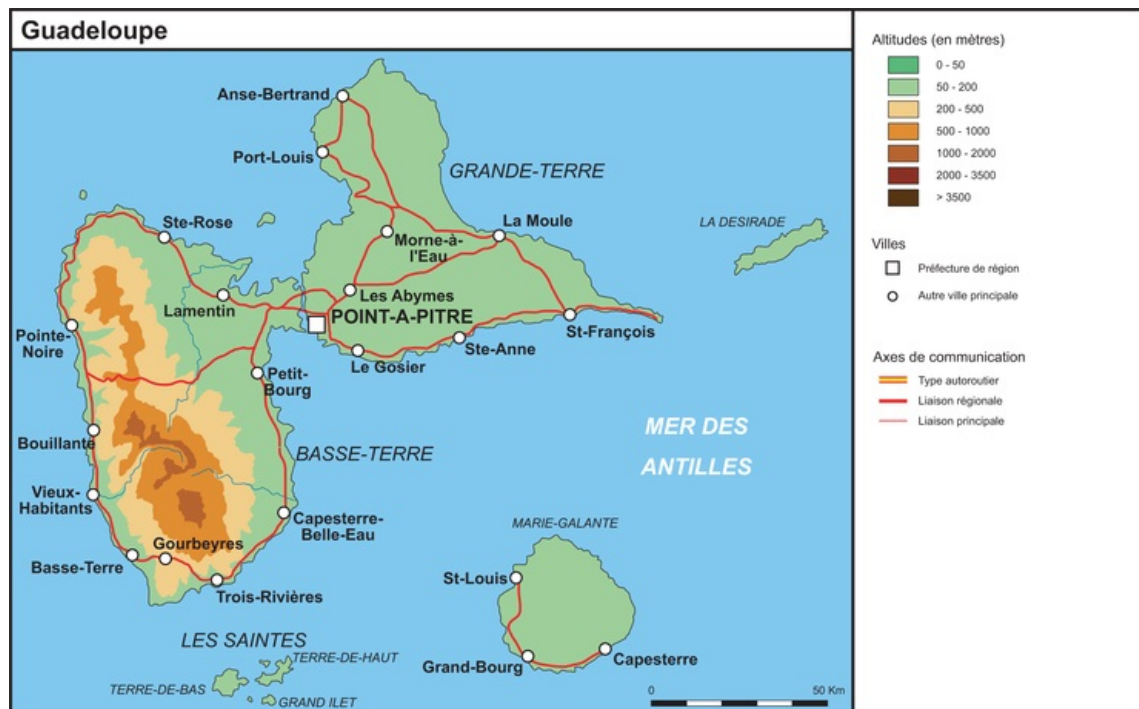 Guadeloupe
Anse-Bertrand
Port-Louis
GRANDE-TERRE
Ste-Rose
La Moule
LA DESIRADE
Morne-à-
l'Eau
Lamentin
Les Abymes
POINT-A-PITRE
St-François
Pointe-
Noire
Ste-Anne
Le Gosier
Petit-
Bourg
Bouillante
BASSE-TERRE
MER DES
ANTILLES
Vieux-
Habitants
Capesterre-
Belle-Eau
MARIE-GALANTE
Gourbeyres
Basse-Terre
St-Louis
Trois-Rivières
LES SAINTES
TERRE-DE-HAUT
Grand-Bourg
Capesterre
TERRE-DE-BAS
GRAND ILET
0 50 Km
Altitudes (en mètres)
0 - 50
50 - 200
200 - 500
500 - 1000
1000 - 2000
2000 - 3500
> 3500
Villes
Préfecture de région
Autre ville principale
Axes de communication
Type autoroutier
Liaison régionale
Liaison principale